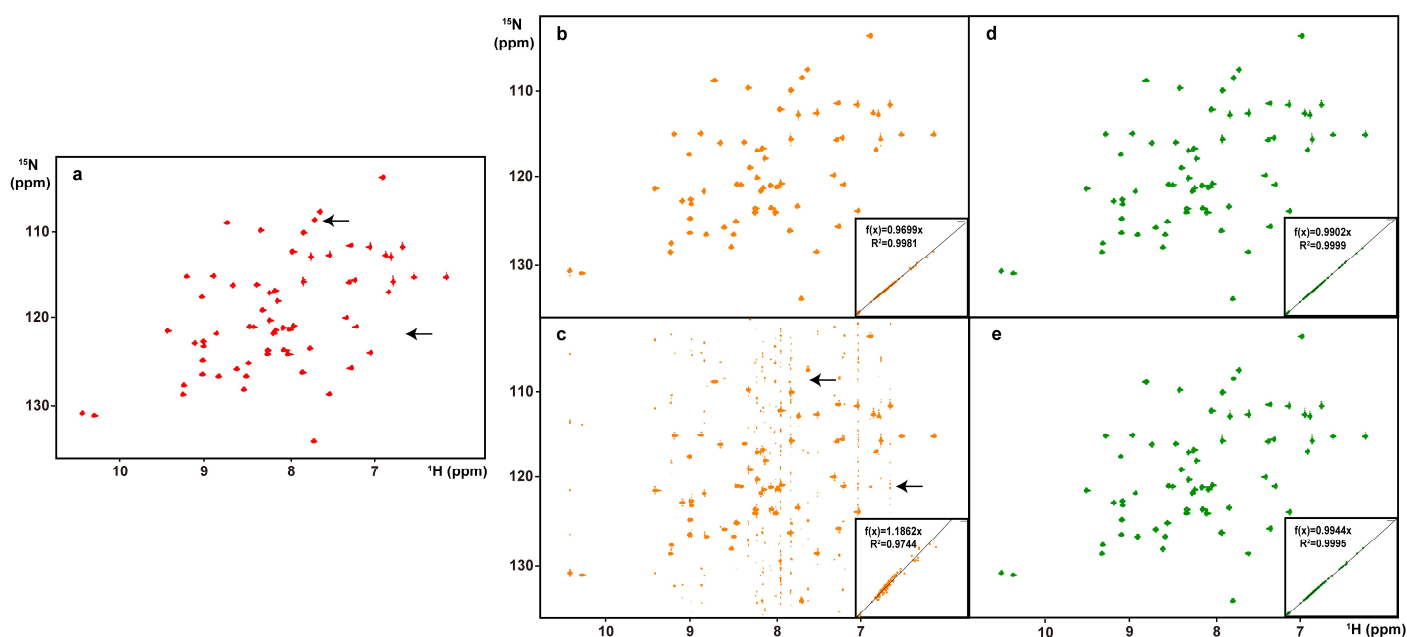 a
¹⁵N
(ppm)
110
120
130
10
9
8
7
¹H (ppm)
¹⁵N
(ppm)
b
110
120
130
f(x)=0.9699x
R²=0.9981
d
f(x)=0.9902x
R²=0.9999
c
110
120
130
f(x)=1.1862x
R²=0.9744
10
9
8
7
e
f(x)=0.9944x
R²=0.9995
10
9
8
7
¹H (ppm)